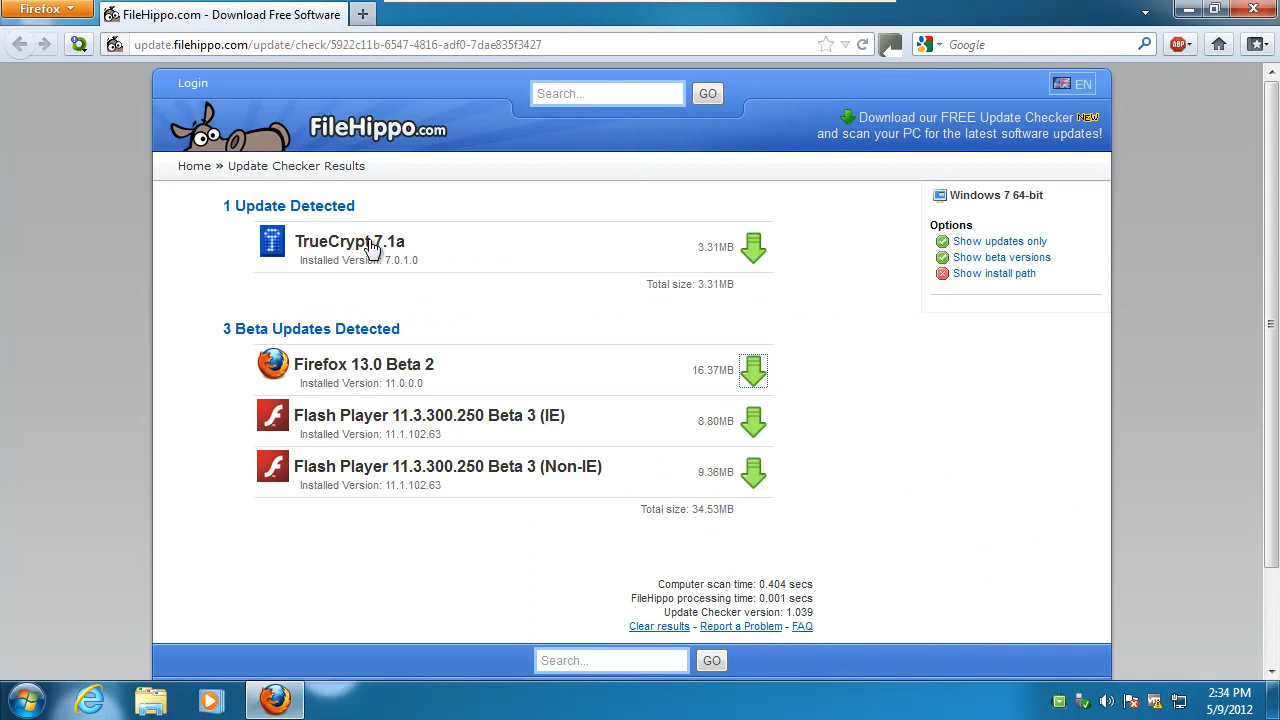 Firefox
FileHippo.com - Download Free Software
update.filehippo.com/update/check/5922c11b-6547-4816-adf0-7dae835f3427
Google
ABP
Login
Search...
GO
EN
FileHippo.com
Download our FREE Update Checker NEW
and scan your PC for the latest software updates!
Home » Update Checker Results
1 Update Detected
TrueCrypt 7.1a
Installed Version: 7.0.1.0
3.31MB
Total size: 3.31MB
3 Beta Updates Detected
Firefox 13.0 Beta 2
Installed Version: 11.0.0.0
16.37MB
Flash Player 11.3.300.250 Beta 3 (IE)
Installed Version: 11.1.102.63
8.80MB
Flash Player 11.3.300.250 Beta 3 (Non-IE)
Installed Version: 11.1.102.63
9.36MB
Total size: 34.53MB
Windows 7 64-bit
Options
Show updates only
Show beta versions
Show install path
Computer scan time: 0.404 secs
FileHippo processing time: 0.001 secs
Update Checker version: 1.039
Clear results - Report a Problem - FAQ
Search...
GO
2:34 PM
5/9/2012